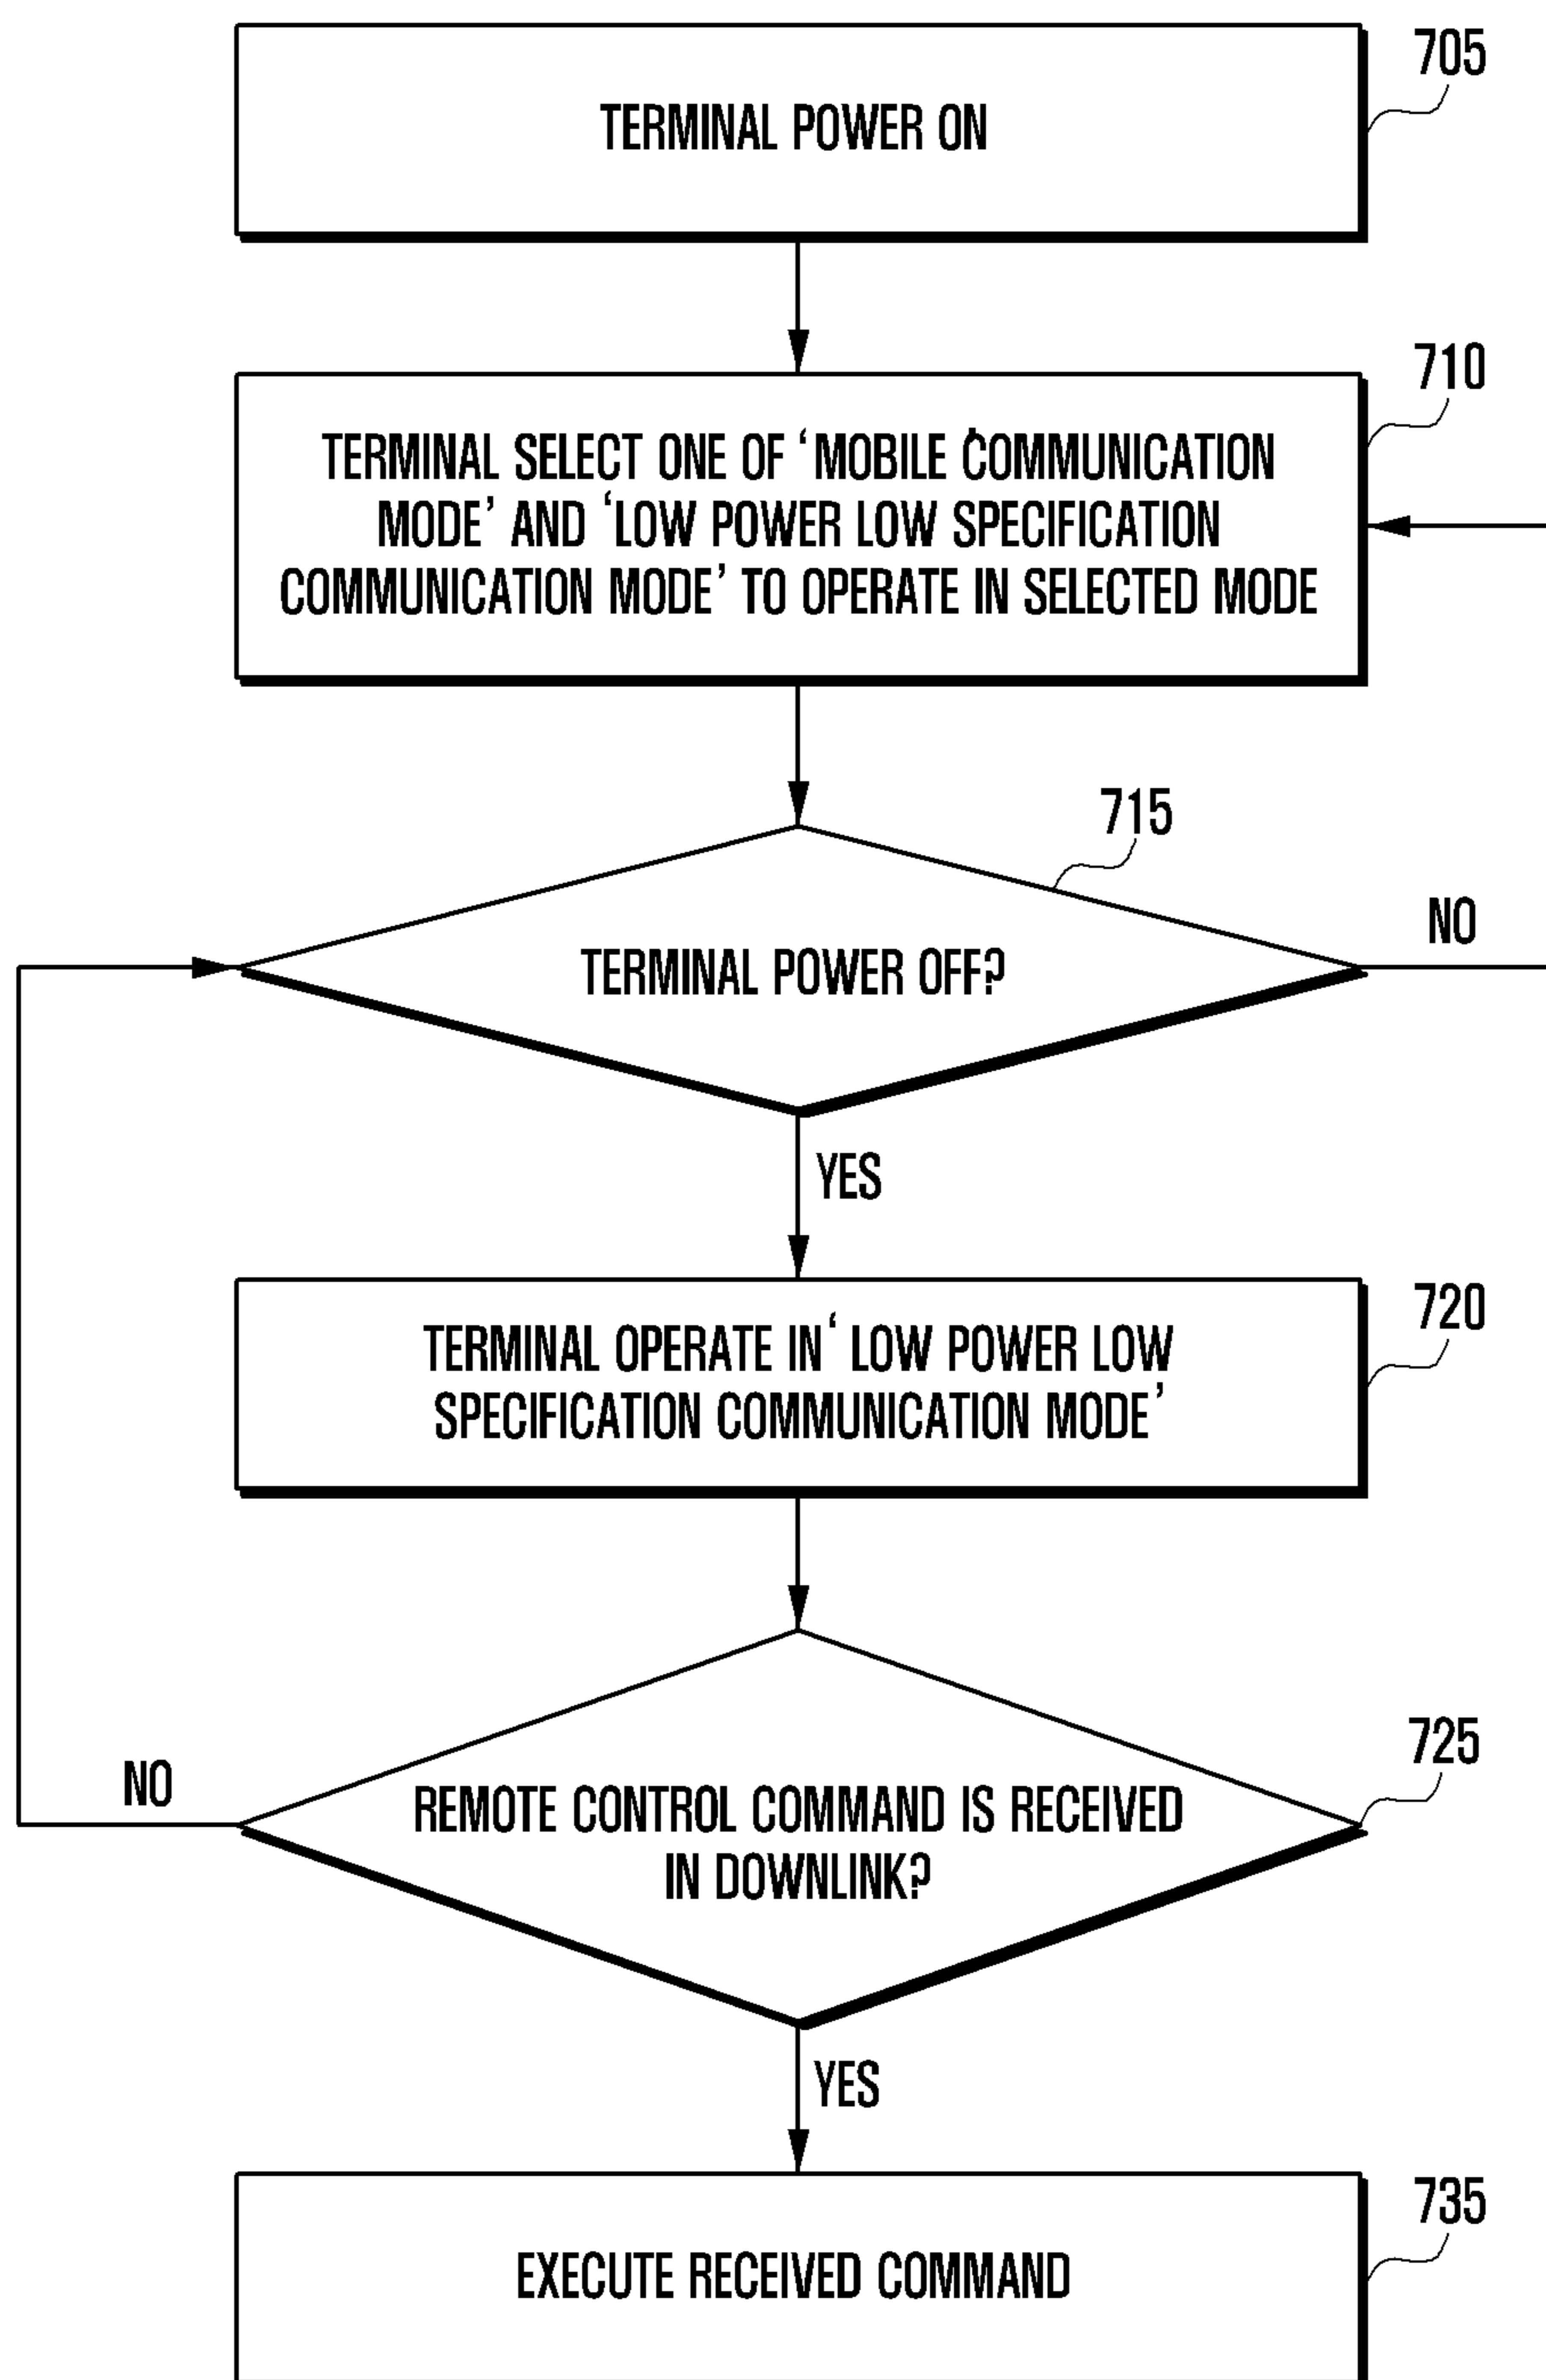 705
TERMINAL POWER ON
710
TERMINAL SELECT ONE OF ‘MOBILE COMMUNICATION
MODE’ AND ‘LOW POWER LOW SPECIFICATION
COMMUNICATION MODE’ TO OPERATE IN SELECTED MODE
715
NO
TERMINAL POWER OFF?
YES
720
TERMINAL OPERATE IN ‘ LOW POWER LOW
SPECIFICATION COMMUNICATION MODE’
725
NO
REMOTE CONTROL COMMAND IS RECEIVED
IN DOWNLINK?
YES
735
EXECUTE RECEIVED COMMAND